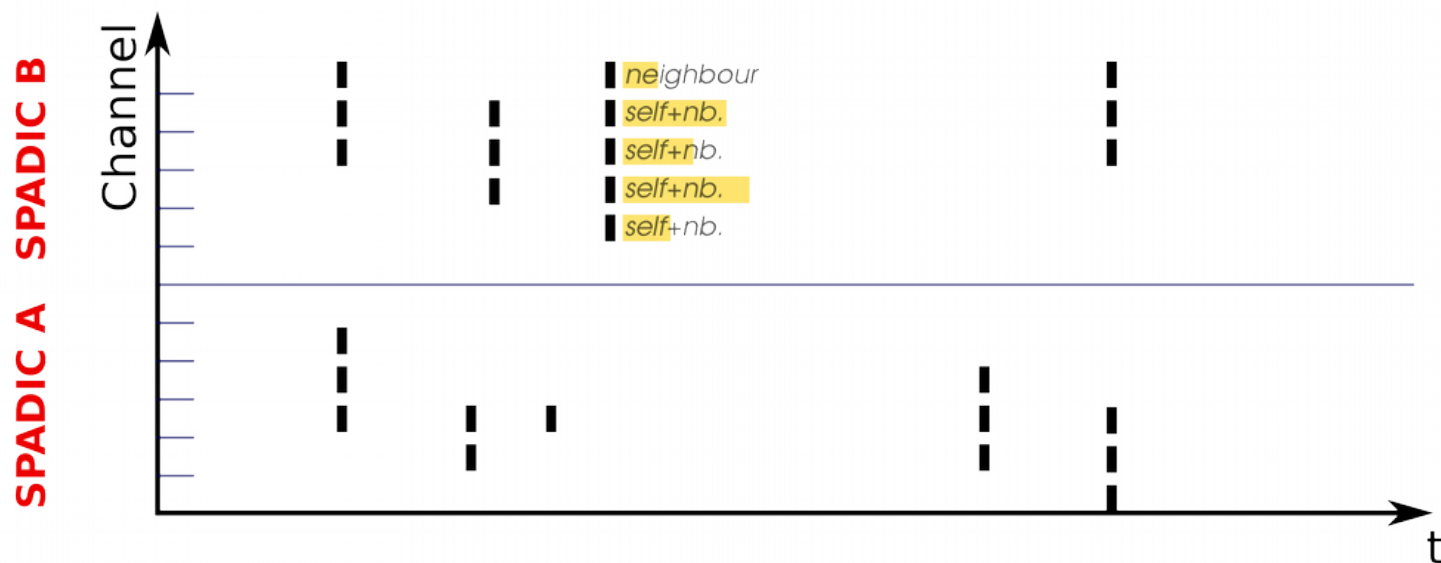 SPADIC B
Channel
neighbour
self+nb.
self+nb.
self+nb.
self+nb.
SPADIC A
t